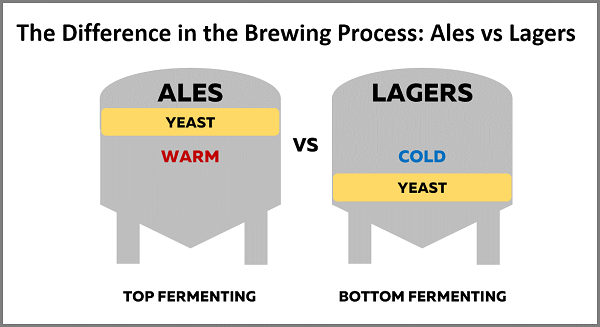 The Difference in the Brewing Process: Ales vs Lagers
ALES
YEAST
WARM
TOP FERMENTING
VS
LAGERS
COLD
YEAST
BOTTOM FERMENTING